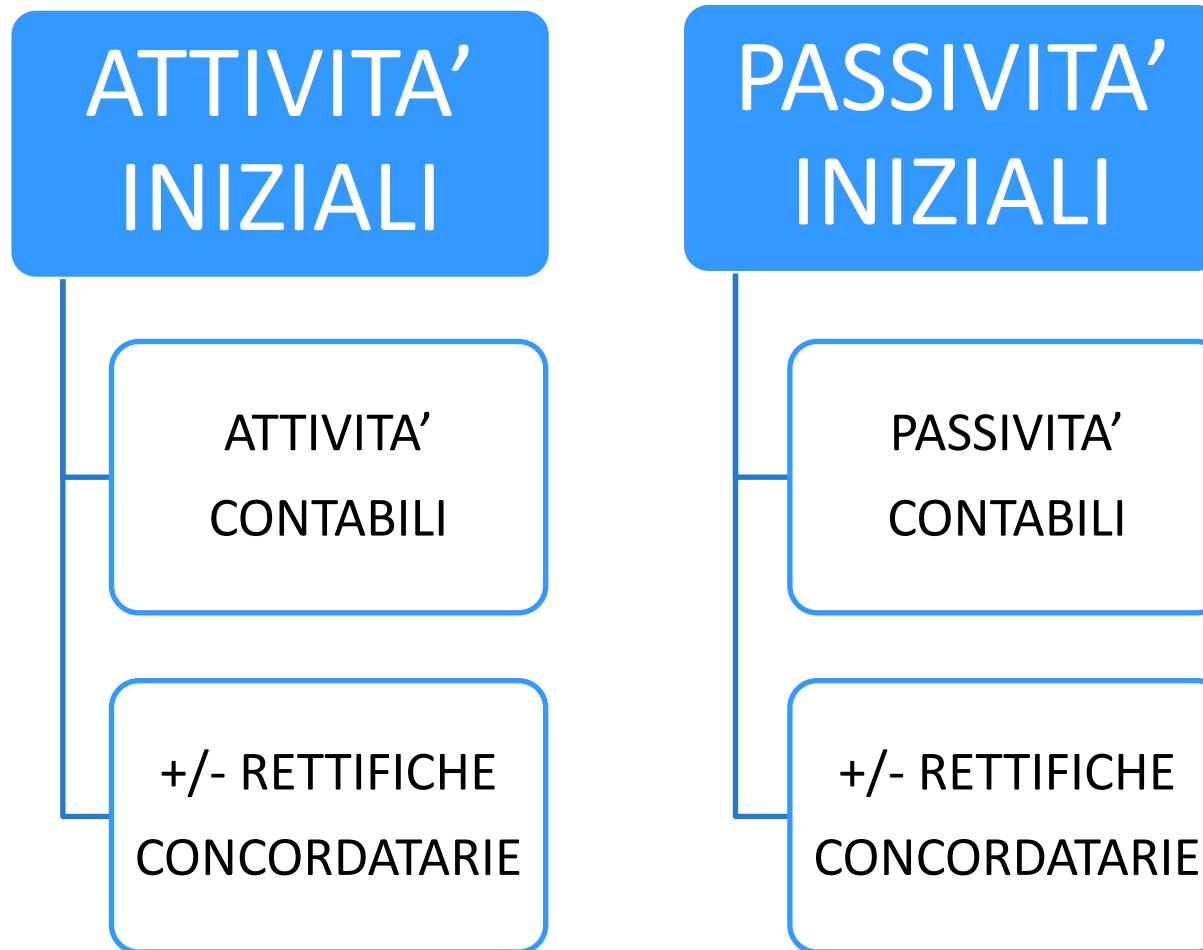 ATTIVITA’
INIZIALI
ATTIVITA’
CONTABILI
+/- RETTIFICHE
CONCORDATARIE
PASSIVITA’
INIZIALI
PASSIVITA’
CONTABILI
+/- RETTIFICHE
CONCORDATARIE